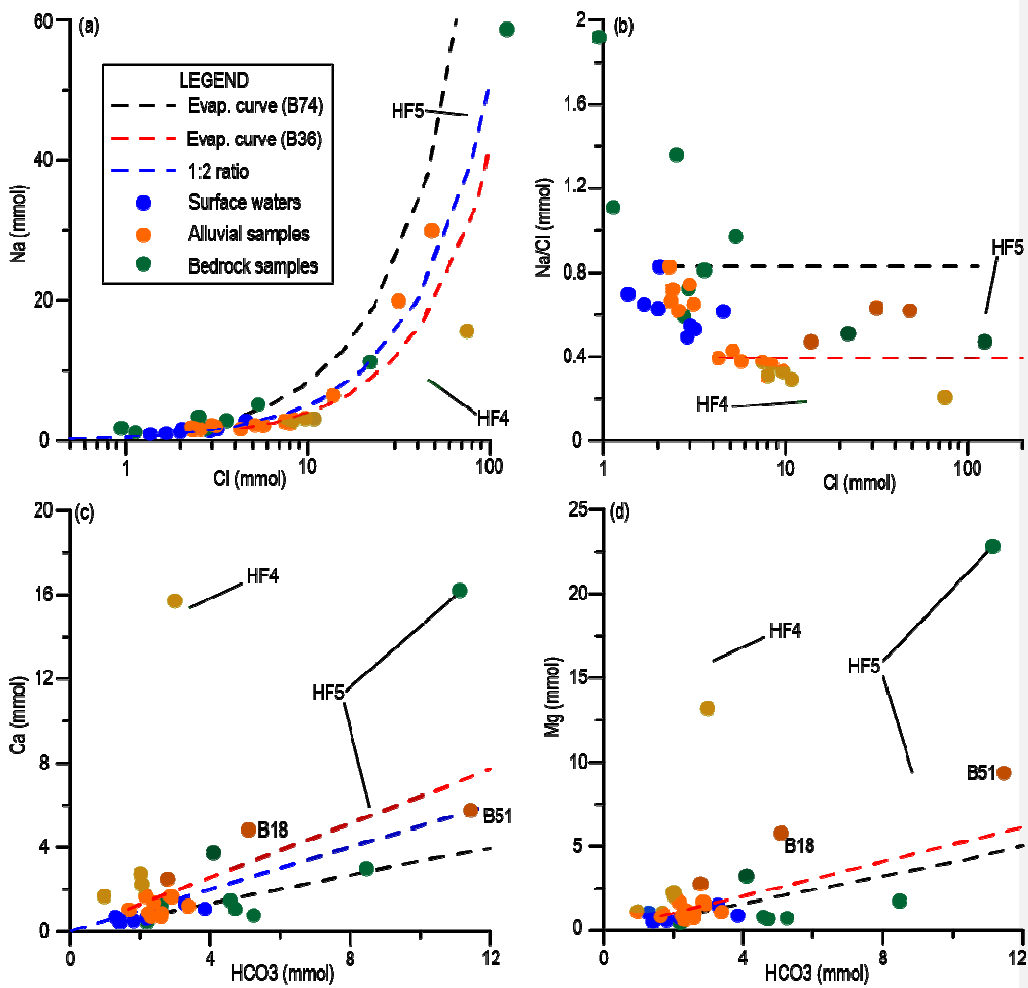 (a)
60
40
20
0
Na (mmol)
LEGEND
Evap. curve (B74)
Evap. curve (B36)
1:2 ratio
Surface waters
Alluvial samples
Bedrock samples
HF5
HF4
1
10
100
Cl (mmol)
(b)
2
1.6
1.2
0.8
0.4
0
Na/Cl (mmol)
HF5
HF4
1
10
100
Cl (mmol)
(c)
20
16
12
8
4
0
Ca (mmol)
HF4
HF5
B18
B51
4
8
12
HCO3 (mmol)
(d)
25
20
15
10
5
0
Mg (mmol)
HF4
HF5
B51
B18
0
4
8
12
HCO3 (mmol)